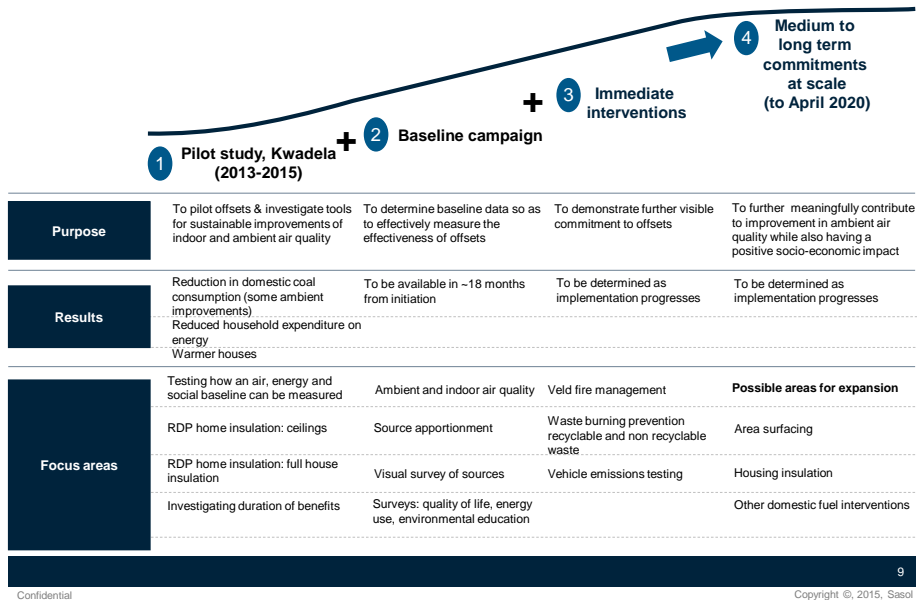 4
Medium to
long term
commitments
at scale
(to April 2020)
+
3
Immediate
interventions
+
2
Baseline campaign
1
Pilot study, Kwadela
(2013-2015)
Purpose
To pilot offsets & investigate tools
for sustainable improvements of
indoor and ambient air quality
To determine baseline data so as
to effectively measure the
effectiveness of offsets
To demonstrate further visible
commitment to offsets
To further meaningfully contribute
to improvement in ambient air
quality while also having a
positive socio-economic impact
Results
Reduction in domestic coal
consumption (some ambient
improvements)
To be available in ~18 months
from initiation
To be determined as
implementation progresses
To be determined as
implementation progresses
Reduced household expenditure on
energy
Warmer houses
Focus areas
Testing how an air, energy and
social baseline can be measured
Ambient and indoor air quality
Veld fire management
Possible areas for expansion
RDP home insulation: ceilings
Source apportionment
Waste burning prevention
recyclable and non recyclable
waste
Area surfacing
RDP home insulation: full house
insulation
Visual survey of sources
Vehicle emissions testing
Housing insulation
Investigating duration of benefits
Surveys: quality of life, energy
use, environmental education
Other domestic fuel interventions
9
Confidential
Copyright ©, 2015, Sasol